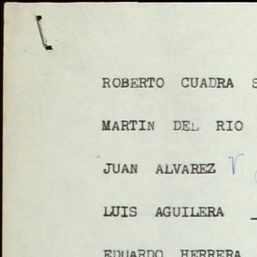 ROBERTO CUADRA S
MARTIN DEL RIO
JUAN ALVAREZ V
LUIS AGUILERA
EDUARDO HERRERA